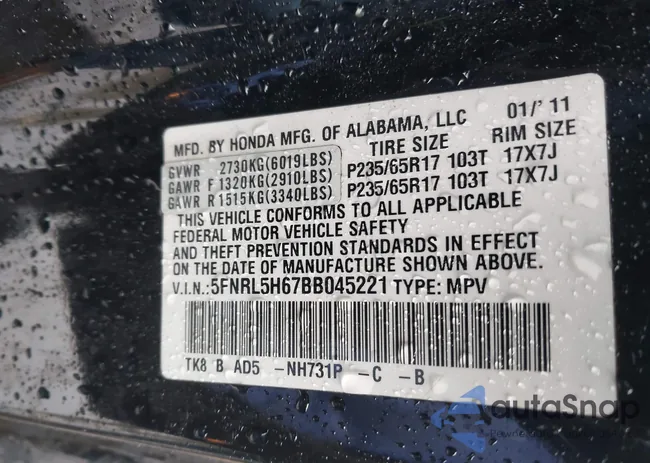 MFD. BY HONDA MFG. OF ALABAMA, LLC 01/'11
GVWR 2730KG(6019LBS) TIRE SIZE RIM SIZE
GAWR F 1320KG(2910LBS) P235/65R17 103T 17X7J
GAWR R 1515KG(3340LBS) P235/65R17 103T 17X7J
THIS VEHICLE CONFORMS TO ALL APPLICABLE
FEDERAL MOTOR VEHICLE SAFETY
AND THEFT PREVENTION STANDARDS IN EFFECT
ON THE DATE OF MANUFACTURE SHOWN ABOVE.
V.I.N.:5FNRL5H67BB045221 TYPE: MPV
TK8 B AD5 -NH731P -C -B
AutaSnap